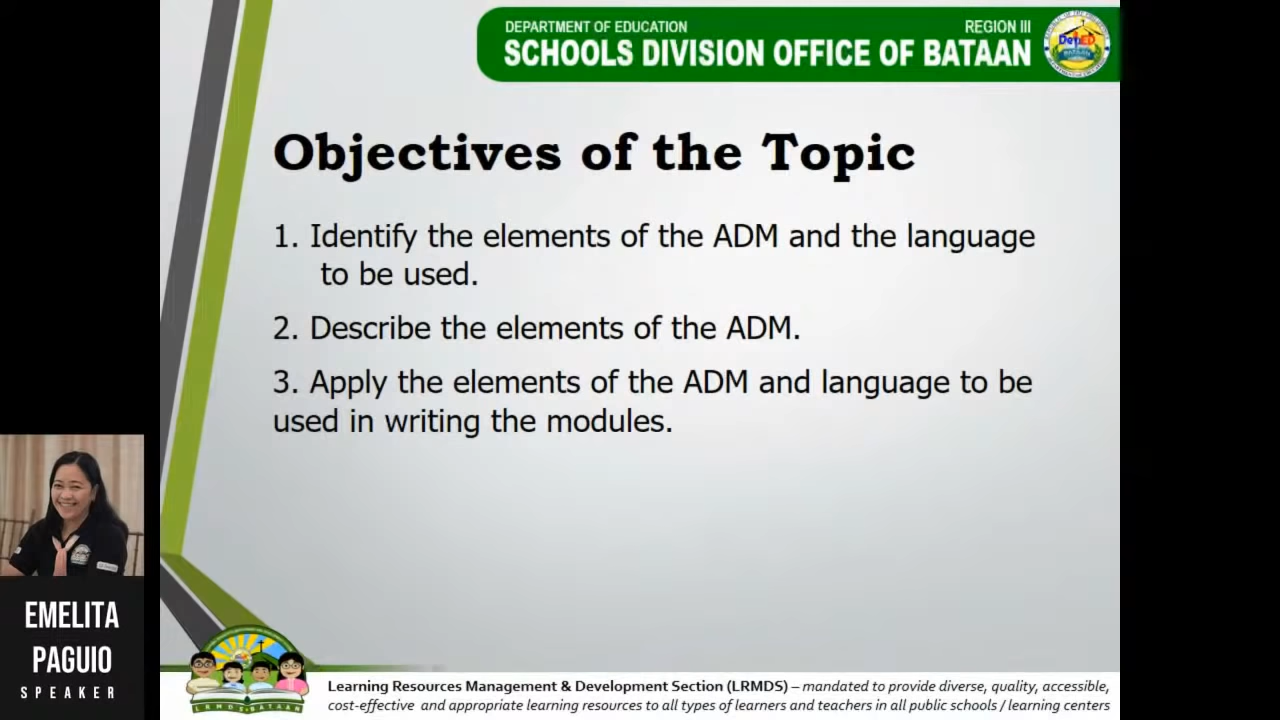 DEPARTMENT OF EDUCATION REGION III
SCHOOLS DIVISION OFFICE OF BATAAN
DepED
BATAAN
Objectives of the Topic
1. Identify the elements of the ADM and the language
to be used.
2. Describe the elements of the ADM.
3. Apply the elements of the ADM and language to be
used in writing the modules.
EMELITA
PAGUIO
SPEAKER
LRMDS BATAAN
Learning Resources Management & Development Section (LRMDS) – mandated to provide diverse, quality, accessible,
cost-effective and appropriate learning resources to all types of learners and teachers in all public schools / learning centers